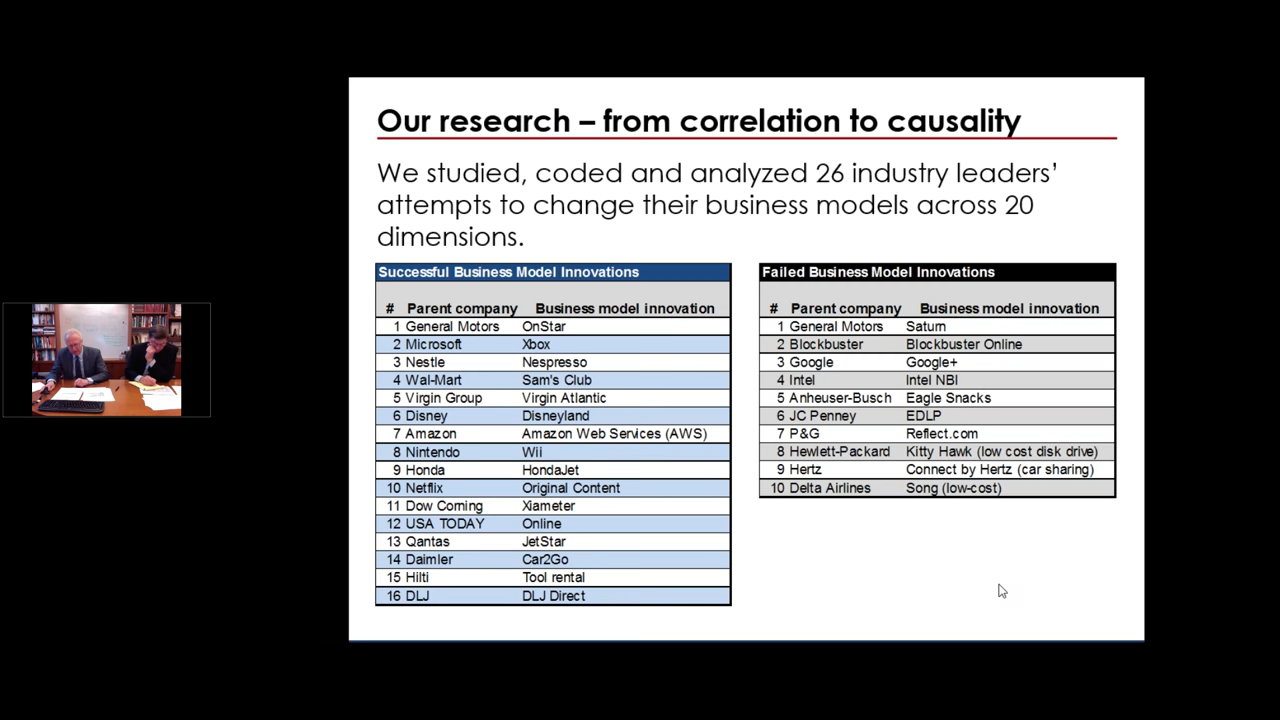 Our research – from correlation to causality
We studied, coded and analyzed 26 industry leaders’
attempts to change their business models across 20
dimensions.
Successful Business Model Innovations
# Parent company Business model innovation
1 General Motors OnStar
2 Microsoft Xbox
3 Nestle Nespresso
4 Wal-Mart Sam's Club
5 Virgin Group Virgin Atlantic
6 Disney Disneyland
7 Amazon Amazon Web Services (AWS)
8 Nintendo Wii
9 Honda HondaJet
10 Netflix Original Content
11 Dow Corning Xiameter
12 USA TODAY Online
13 Qantas JetStar
14 Daimler Car2Go
15 Hilti Tool rental
16 DLJ DLJ Direct
Failed Business Model Innovations
# Parent company Business model innovation
1 General Motors Saturn
2 Blockbuster Blockbuster Online
3 Google Google+
4 Intel Intel NBI
5 Anheuser-Busch Eagle Snacks
6 JC Penney EDLP
7 P&G Reflect.com
8 Hewlett-Packard Kitty Hawk (low cost disk drive)
9 Hertz Connect by Hertz (car sharing)
10 Delta Airlines Song (low-cost)